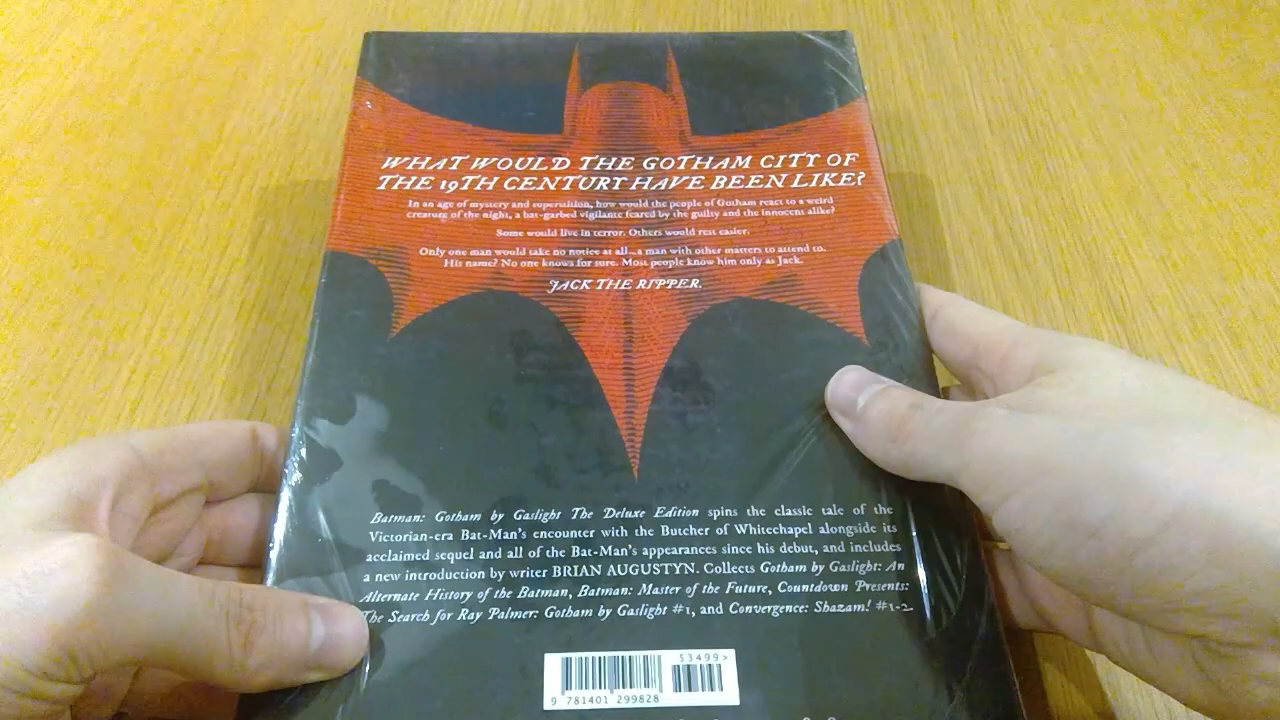 WHAT WOULD THE GOTHAM CITY OF
THE 19TH CENTURY HAVE BEEN LIKE?
In an age of mystery and superstition, how would the people of Gotham react to a weird
creature of the night, a bat-garbed vigilante feared by the guilty and the innocent alike?
Some would live in terror. Others would rest easier.
Only one man would take no notice at all...a man with other matters to attend to.
His name? No one knows for sure. Most people know him only as Jack.
JACK THE RIPPER.
Batman: Gotham by Gaslight The Deluxe Edition spins the classic tale of the
Victorian-era Bat-Man's encounter with the Butcher of Whitechapel alongside its
acclaimed sequel and all of the Bat-Man's appearances since his debut, and includes
a new introduction by writer BRIAN AUGUSTYN. Collects Gotham by Gaslight: An
Alternate History of the Batman, Batman: Master of the Future, Countdown Presents:
The Search for Ray Palmer: Gotham by Gaslight #1, and Convergence: Shazam! #1-2
53499>
9 781401 299828